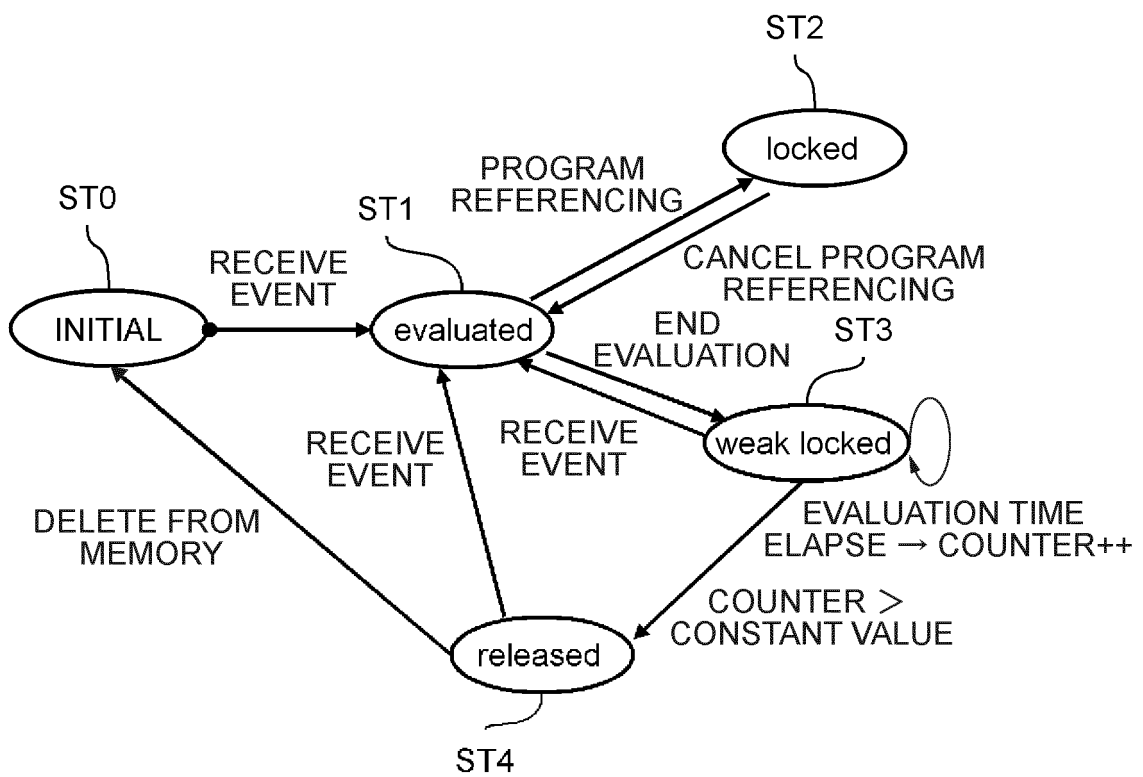 ST2
locked
PROGRAM
REFERENCING
ST0
ST1
RECEIVE
EVENT
CANCEL PROGRAM
REFERENCING
INITIAL
evaluated
END
EVALUATION
ST3
RECEIVE
EVENT
RECEIVE
EVENT
weak locked
DELETE FROM
MEMORY
EVALUATION TIME
ELAPSE → COUNTER++
COUNTER >
CONSTANT VALUE
released
ST4